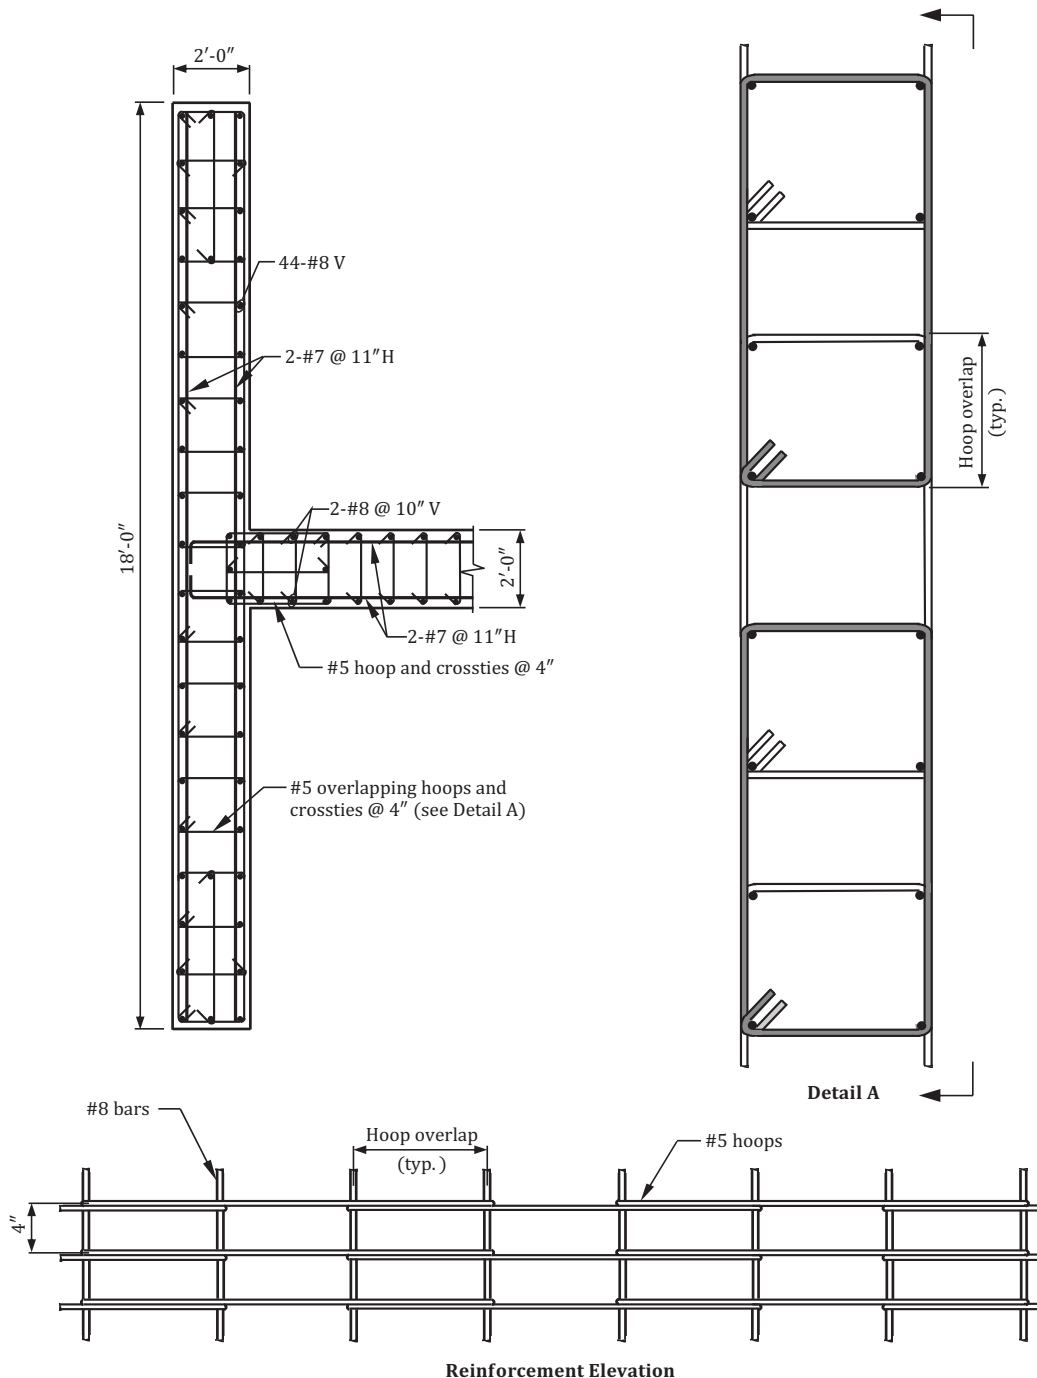 2′-0″
18′-0″
44-#8 V
2-#7 @ 11″H
2-#8 @ 10″ V
2′-0″
2-#7 @ 11″H
#5 hoop and crossties @ 4″
#5 overlapping hoops and
crossties @ 4″ (see Detail A)
Hoop overlap
(typ.)
Detail A
#8 bars
Hoop overlap
(typ.)
#5 hoops
4″
Reinforcement Elevation